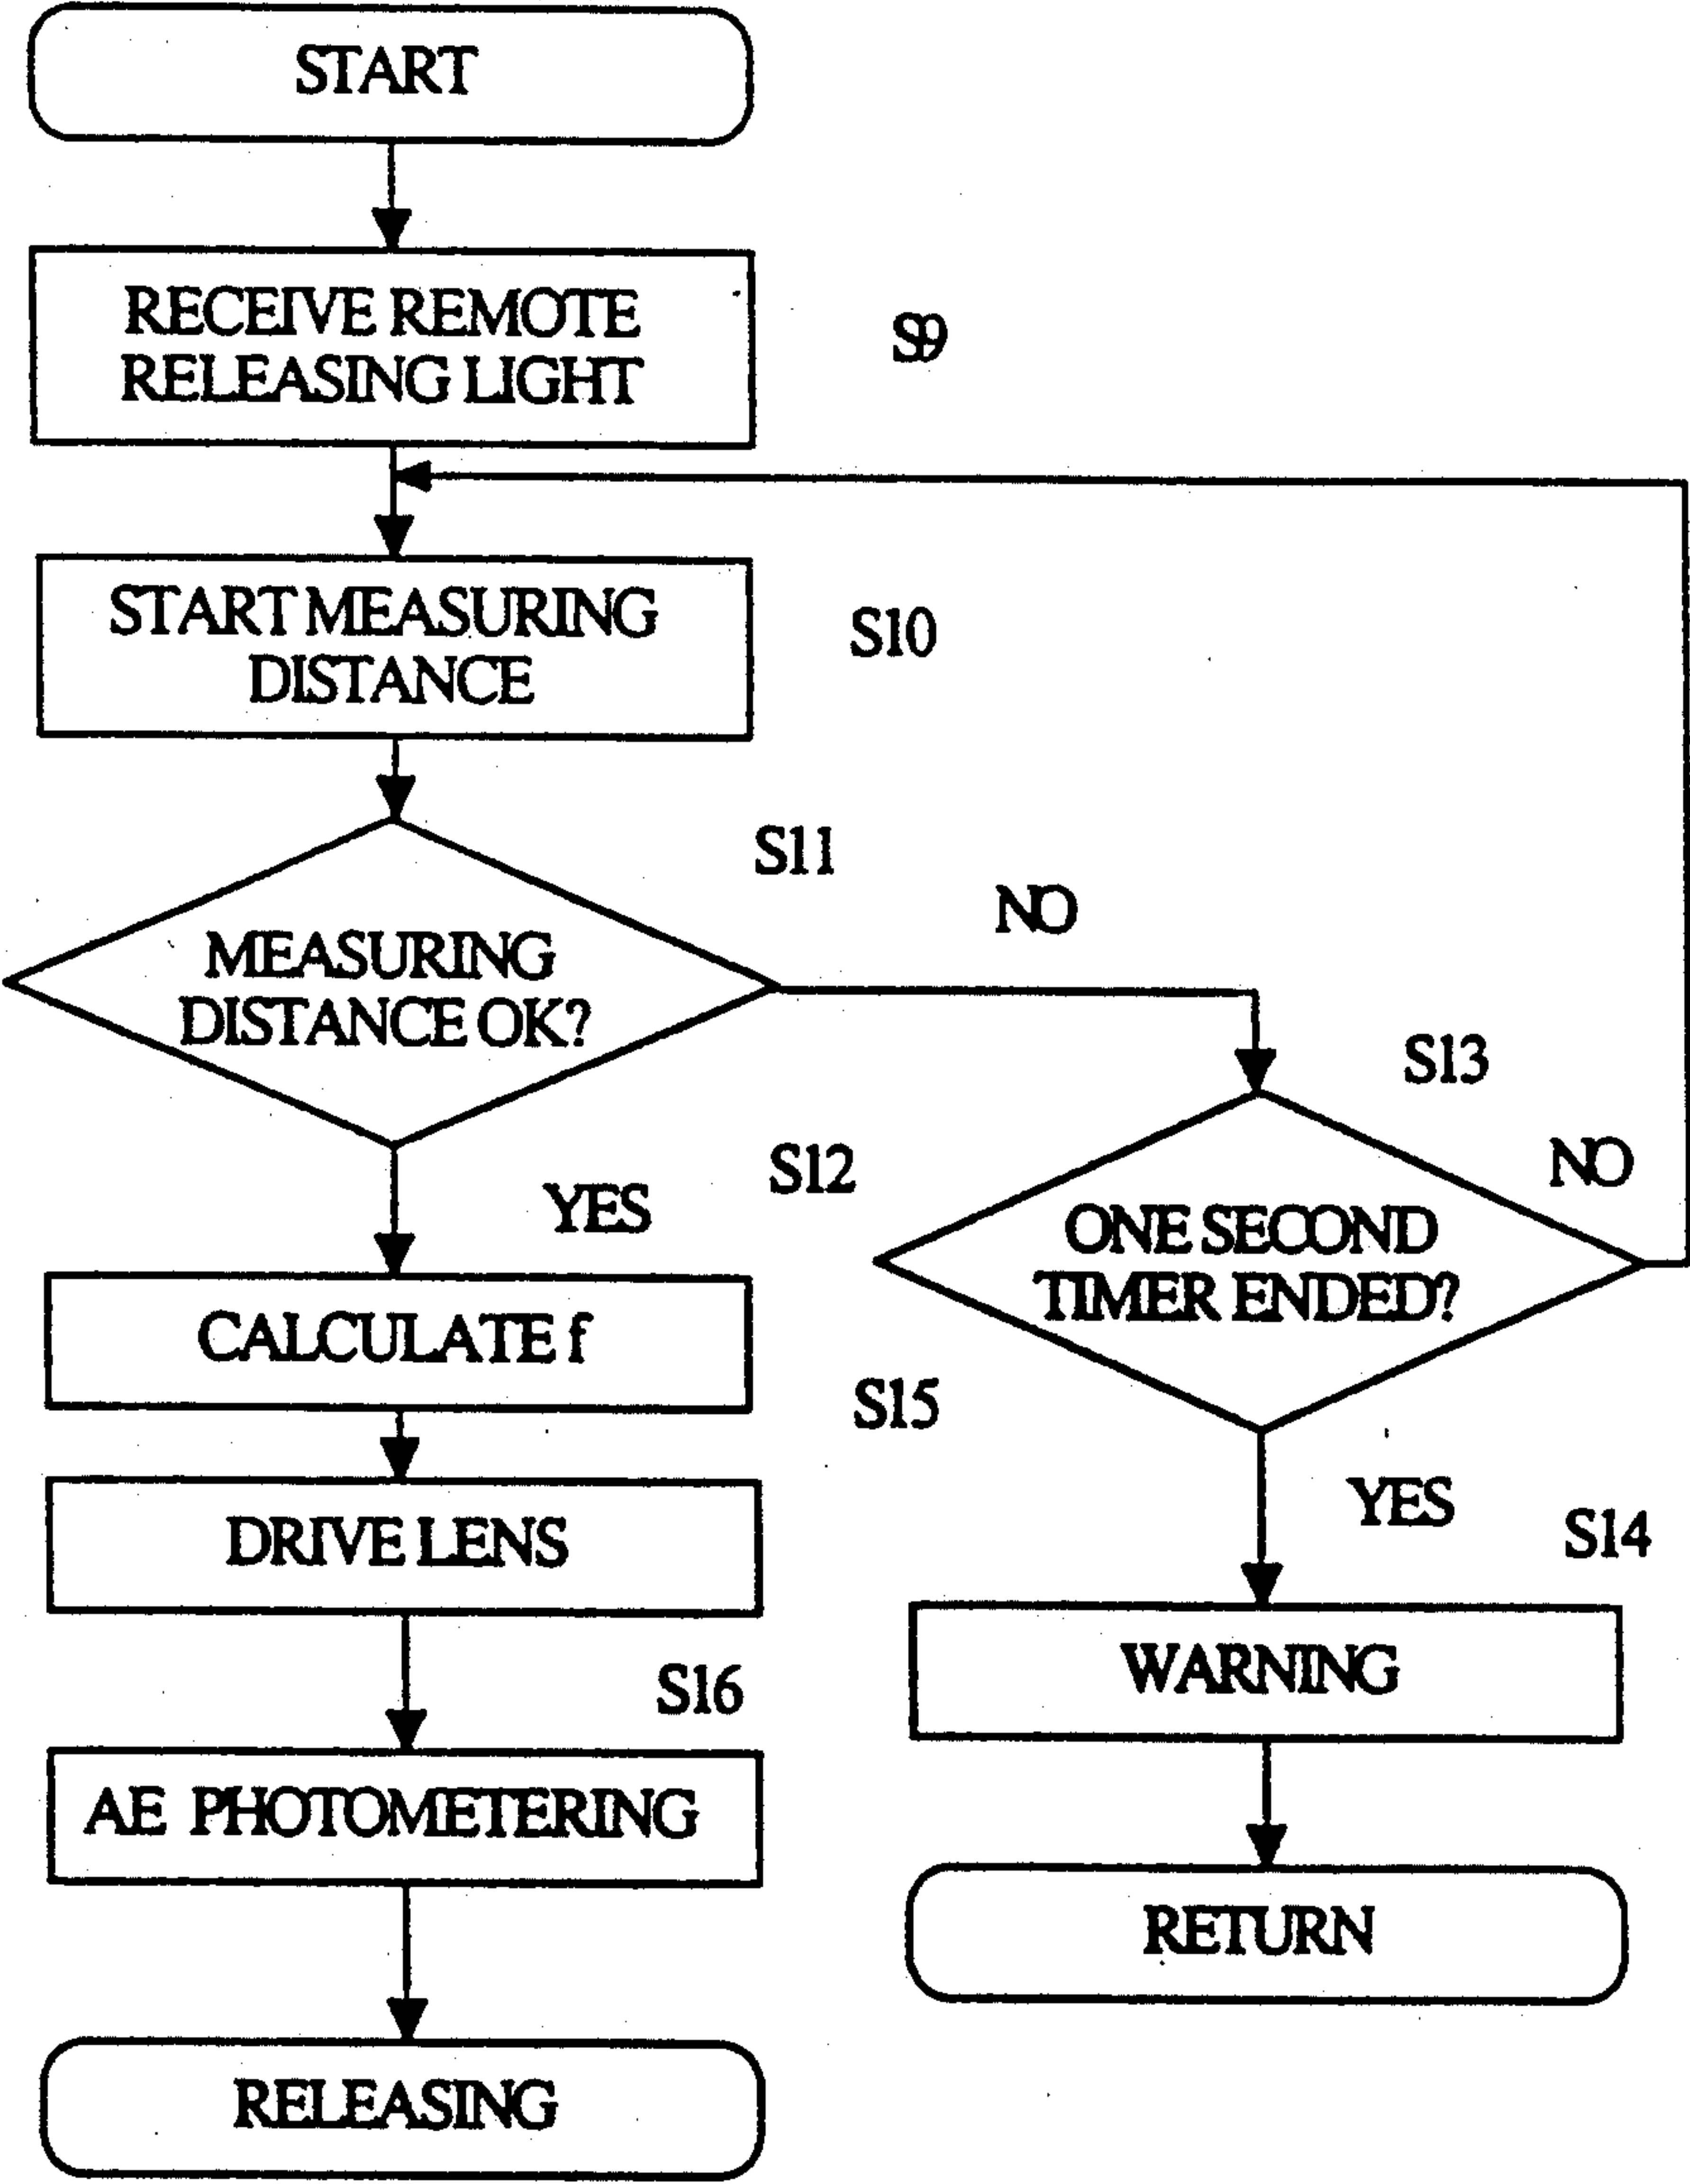 START
RECEIVE REMOTE
RELEASING LIGHT
S9
START MEASURING
DISTANCE
S10
S11
MEASURING
DISTANCE OK?
NO
S13
YES
S12
ONE SECOND
TIMER ENDED?
NO
CALCULATE f
S15
DRIVE LENS
YES
S14
WARNING
S16
AE PHOTOMETERING
RETURN
RELEASING